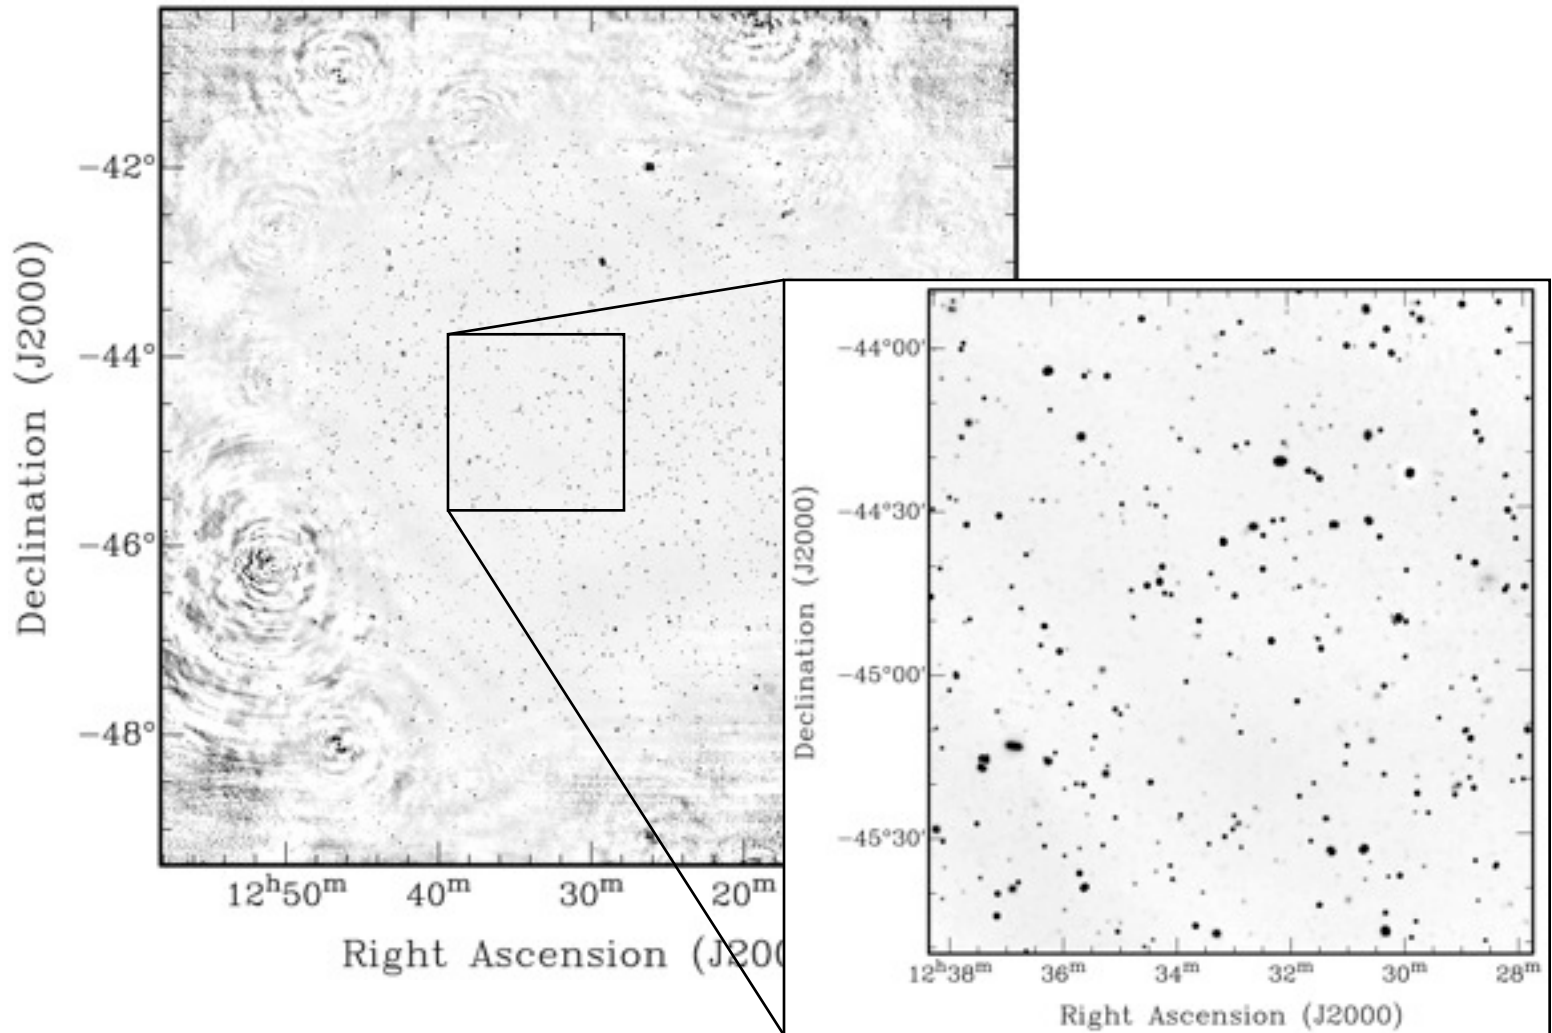 Declination (J2000)
−42°
−44°
−46°
−48°
12ʰ50ᵐ 40ᵐ 30ᵐ 20ᵐ
Right Ascension (J200
Declination (J2000)
−44°00′
−44°30′
−45°00′
−45°30′
12ʰ38ᵐ 36ᵐ 34ᵐ 32ᵐ 30ᵐ 28ᵐ
Right Ascension (J2000)